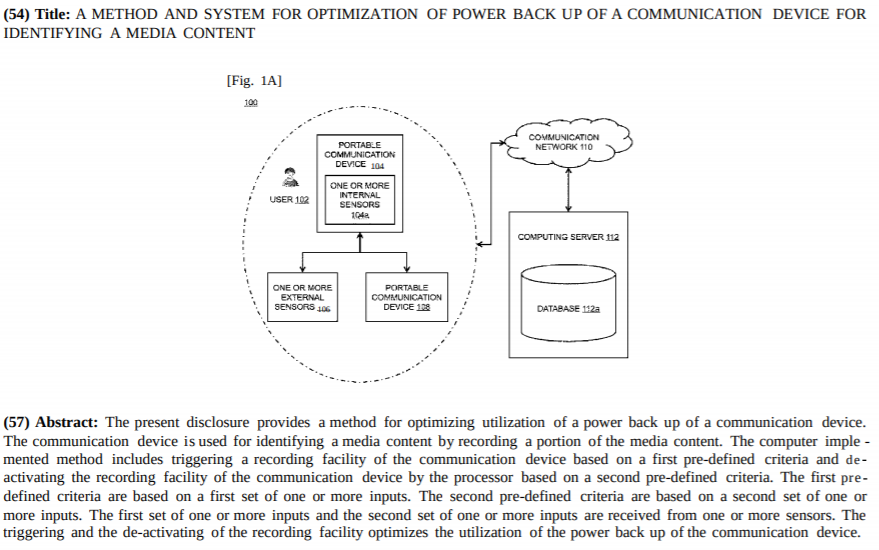 (54) Title: A METHOD AND SYSTEM FOR OPTIMIZATION OF POWER BACK UP OF A COMMUNICATION DEVICE FOR
IDENTIFYING A MEDIA CONTENT
[Fig. 1A]
100
PORTABLE
COMMUNICATION
DEVICE 104
ONE OR MORE
INTERNAL
SENSORS
104a
USER 102
ONE OR MORE
EXTERNAL
SENSORS 106
PORTABLE
COMMUNICATION
DEVICE 108
COMMUNICATION
NETWORK 110
COMPUTING SERVER 112
DATABASE 112a
(57) Abstract: The present disclosure provides a method for optimizing utilization of a power back up of a communication device.
The communication device is used for identifying a media content by recording a portion of the media content. The computer imple-
mented method includes triggering a recording facility of the communication device based on a first pre-defined criteria and de-
activating the recording facility of the communication device by the processor based on a second pre-defined criteria. The first pre-
defined criteria are based on a first set of one or more inputs. The second pre-defined criteria are based on a second set of one or
more inputs. The first set of one or more inputs and the second set of one or more inputs are received from one or more sensors. The
triggering and the de-activating of the recording facility optimizes the utilization of the power back up of the communication device.